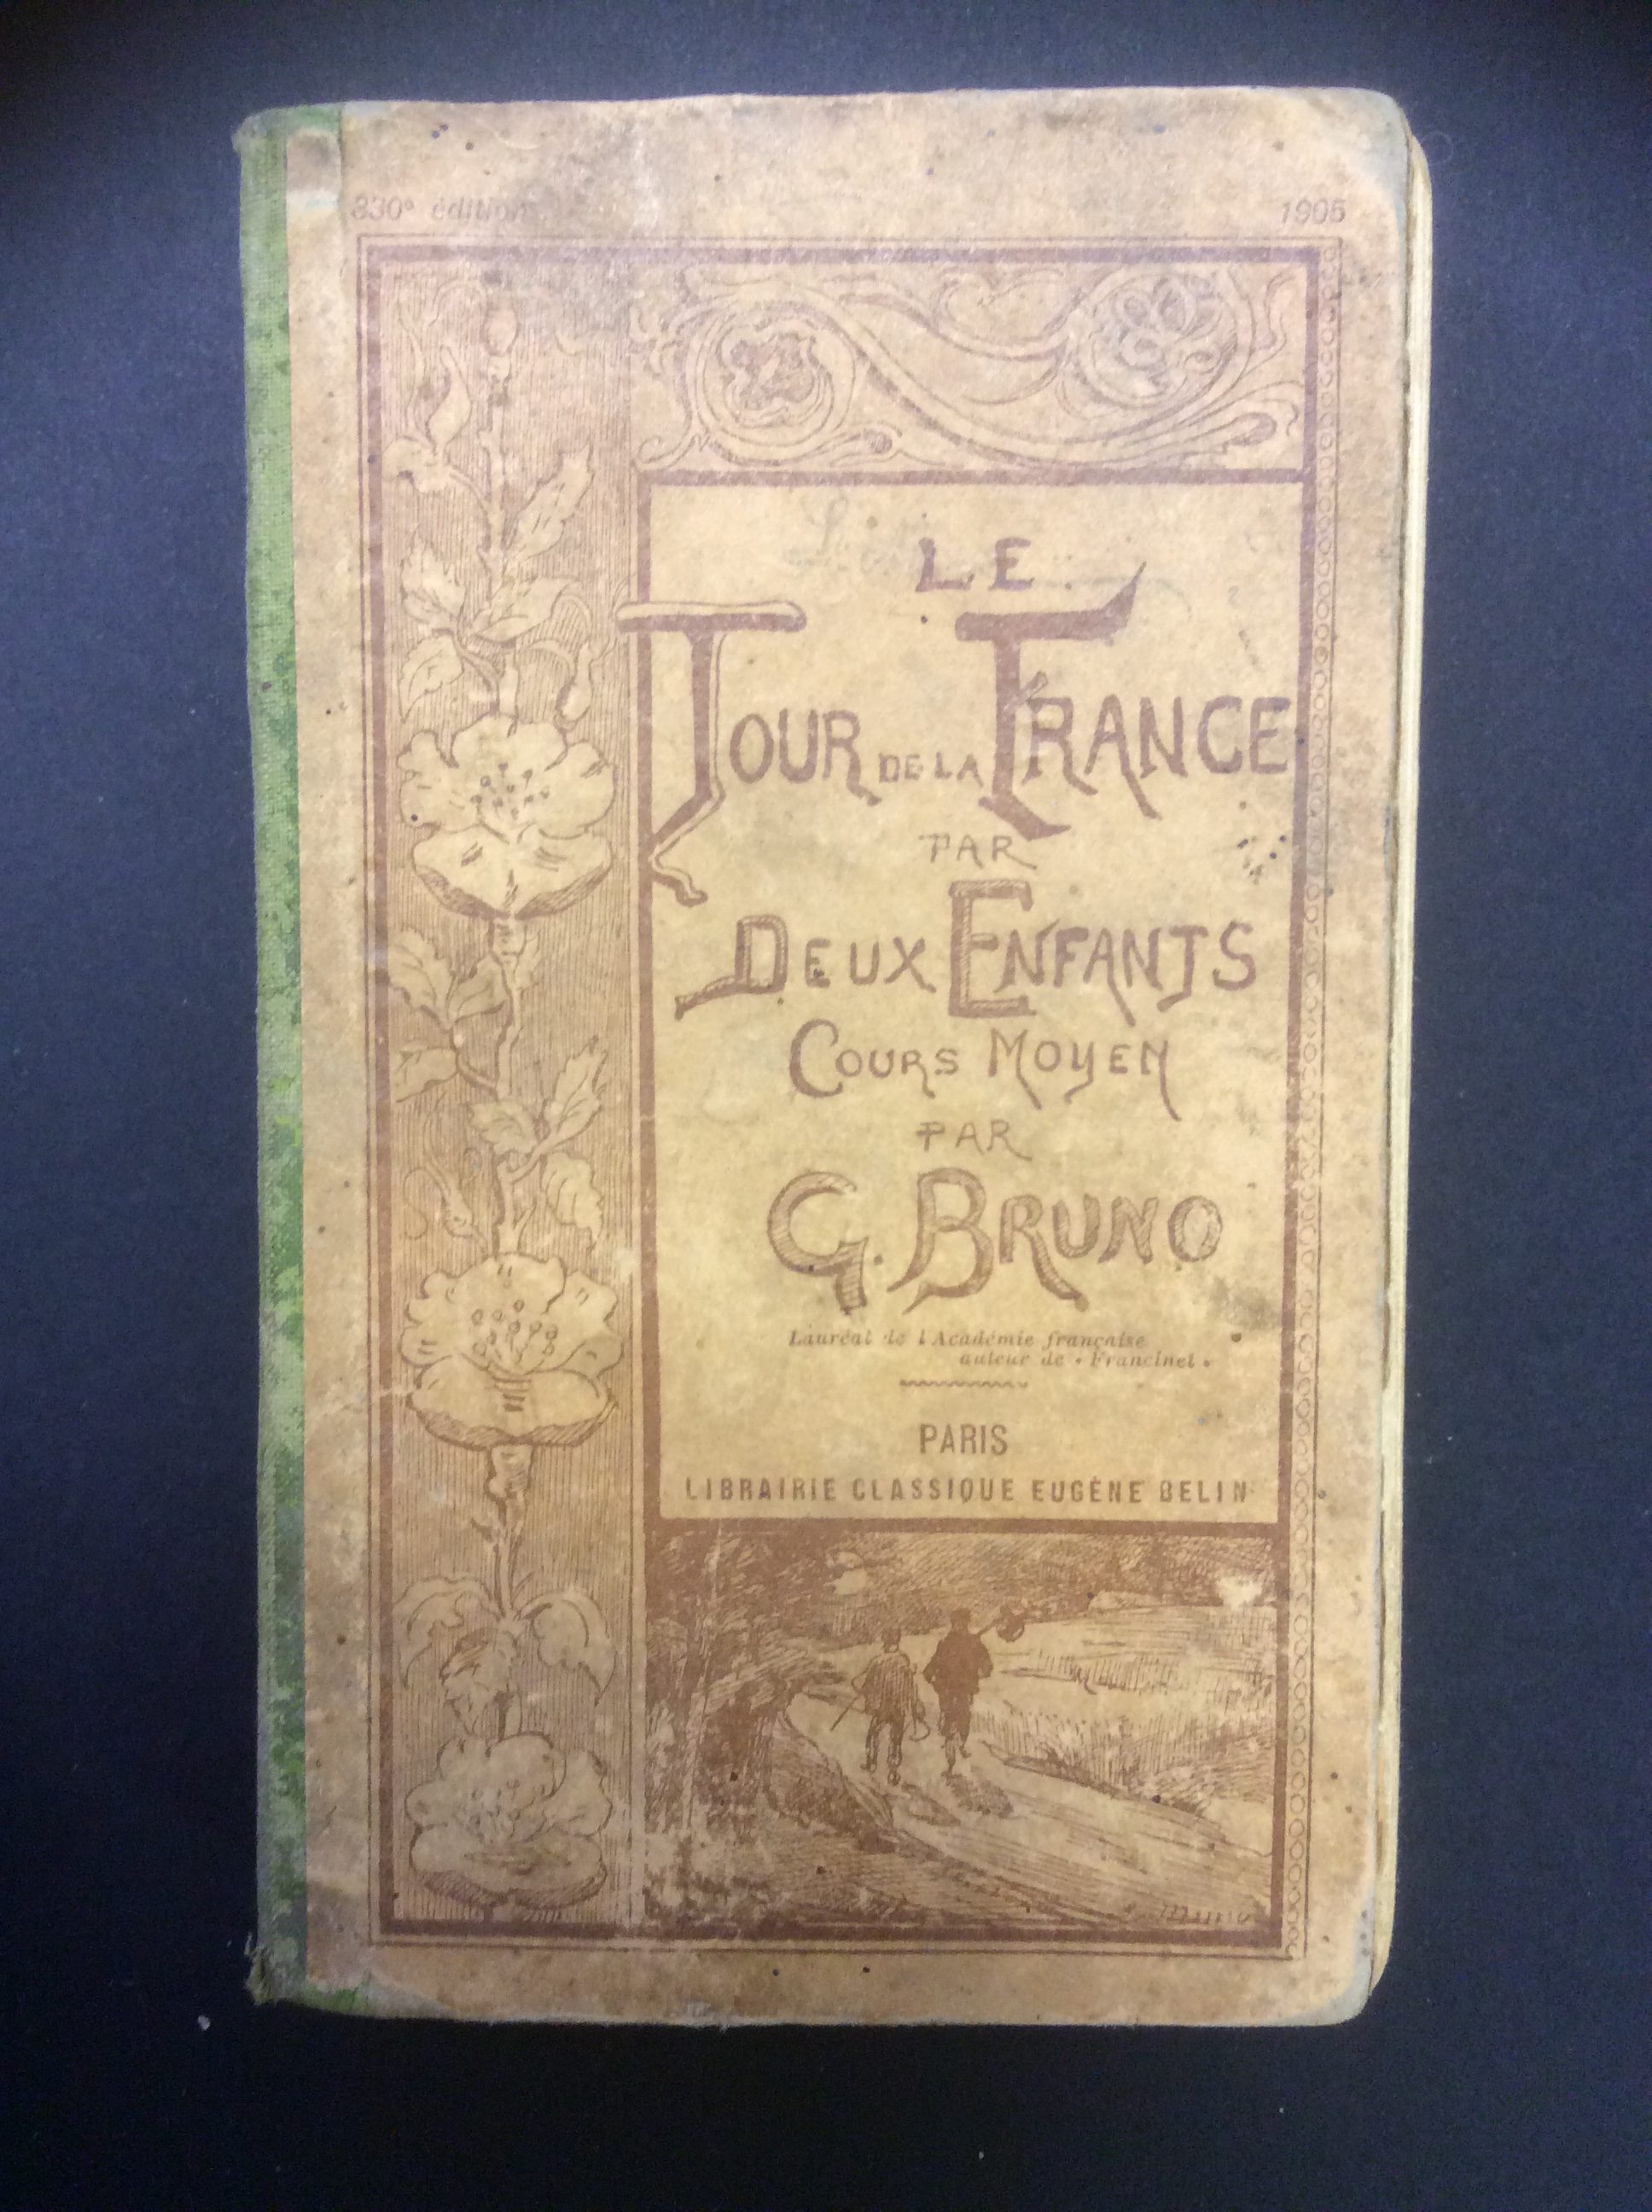 330e édition 1905
LE
TOUR DE LA FRANCE
PAR
DEUX ENFANTS
COURS MOYEN
PAR
G. BRUNO
Lauréat de l'Académie française
auteur de « Francinet »
PARIS
LIBRAIRIE CLASSIQUE EUGÈNE BELIN